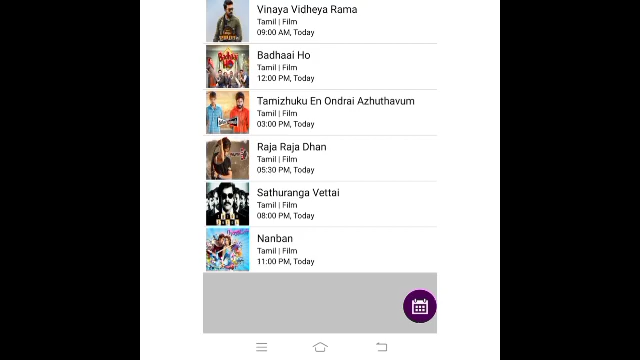 Vinaya Vidheya Rama
Tamil | Film
09:00 AM, Today
Badhaai Ho
Tamil | Film
12:00 PM, Today
Tamizhuku En Ondrai Azhuthavum
Tamil | Film
03:00 PM, Today
Raja Raja Dhan
Tamil | Film
05:30 PM, Today
Sathuranga Vettai
Tamil | Film
08:00 PM, Today
Nanban
Tamil | Film
11:00 PM, Today